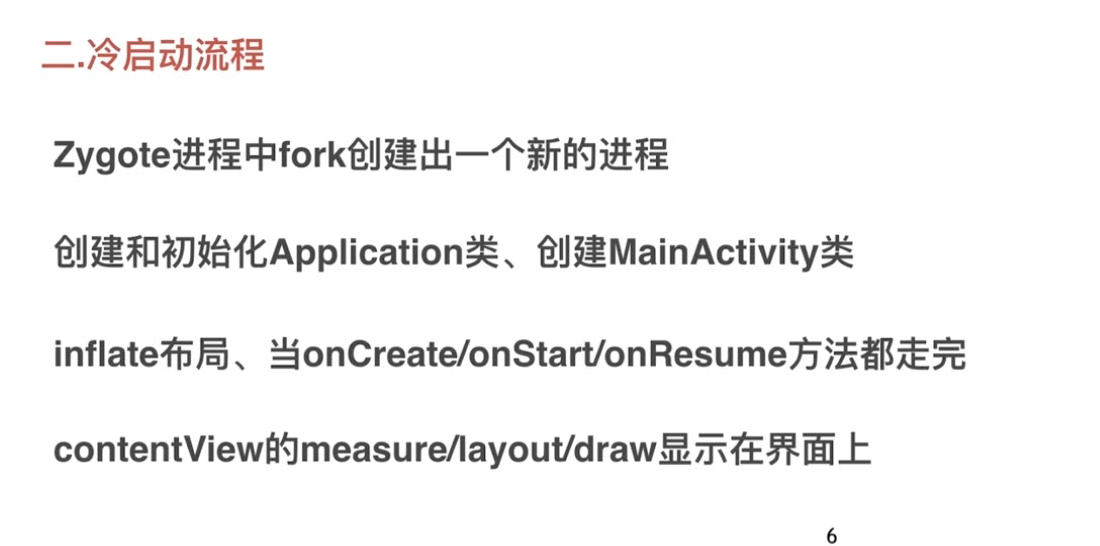 二.冷启动流程
Zygote进程中fork创建出一个新的进程
创建和初始化Application类、创建MainActivity类
inflate布局、当onCreate/onStart/onResume方法都走完
contentView的measure/layout/draw显示在界面上
6